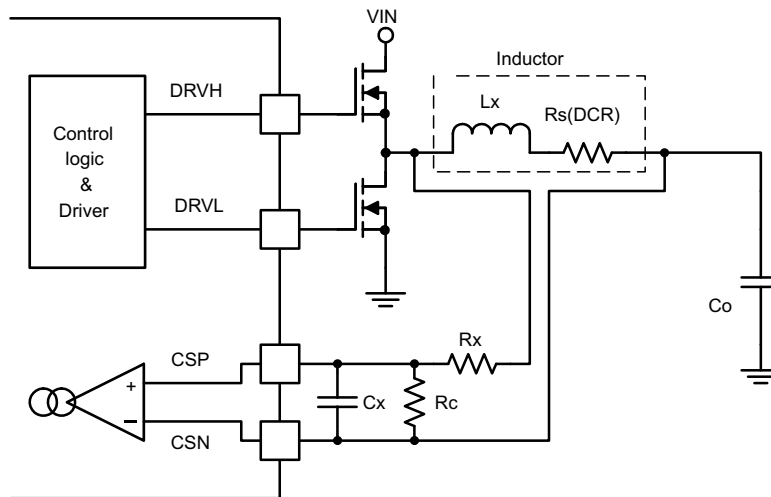 VIN
Inductor
DRVH
Lx
Rs(DCR)
Control
logic
&
Driver
DRVL
Co
Rx
CSP
+
Cx
Rc
−
CSN